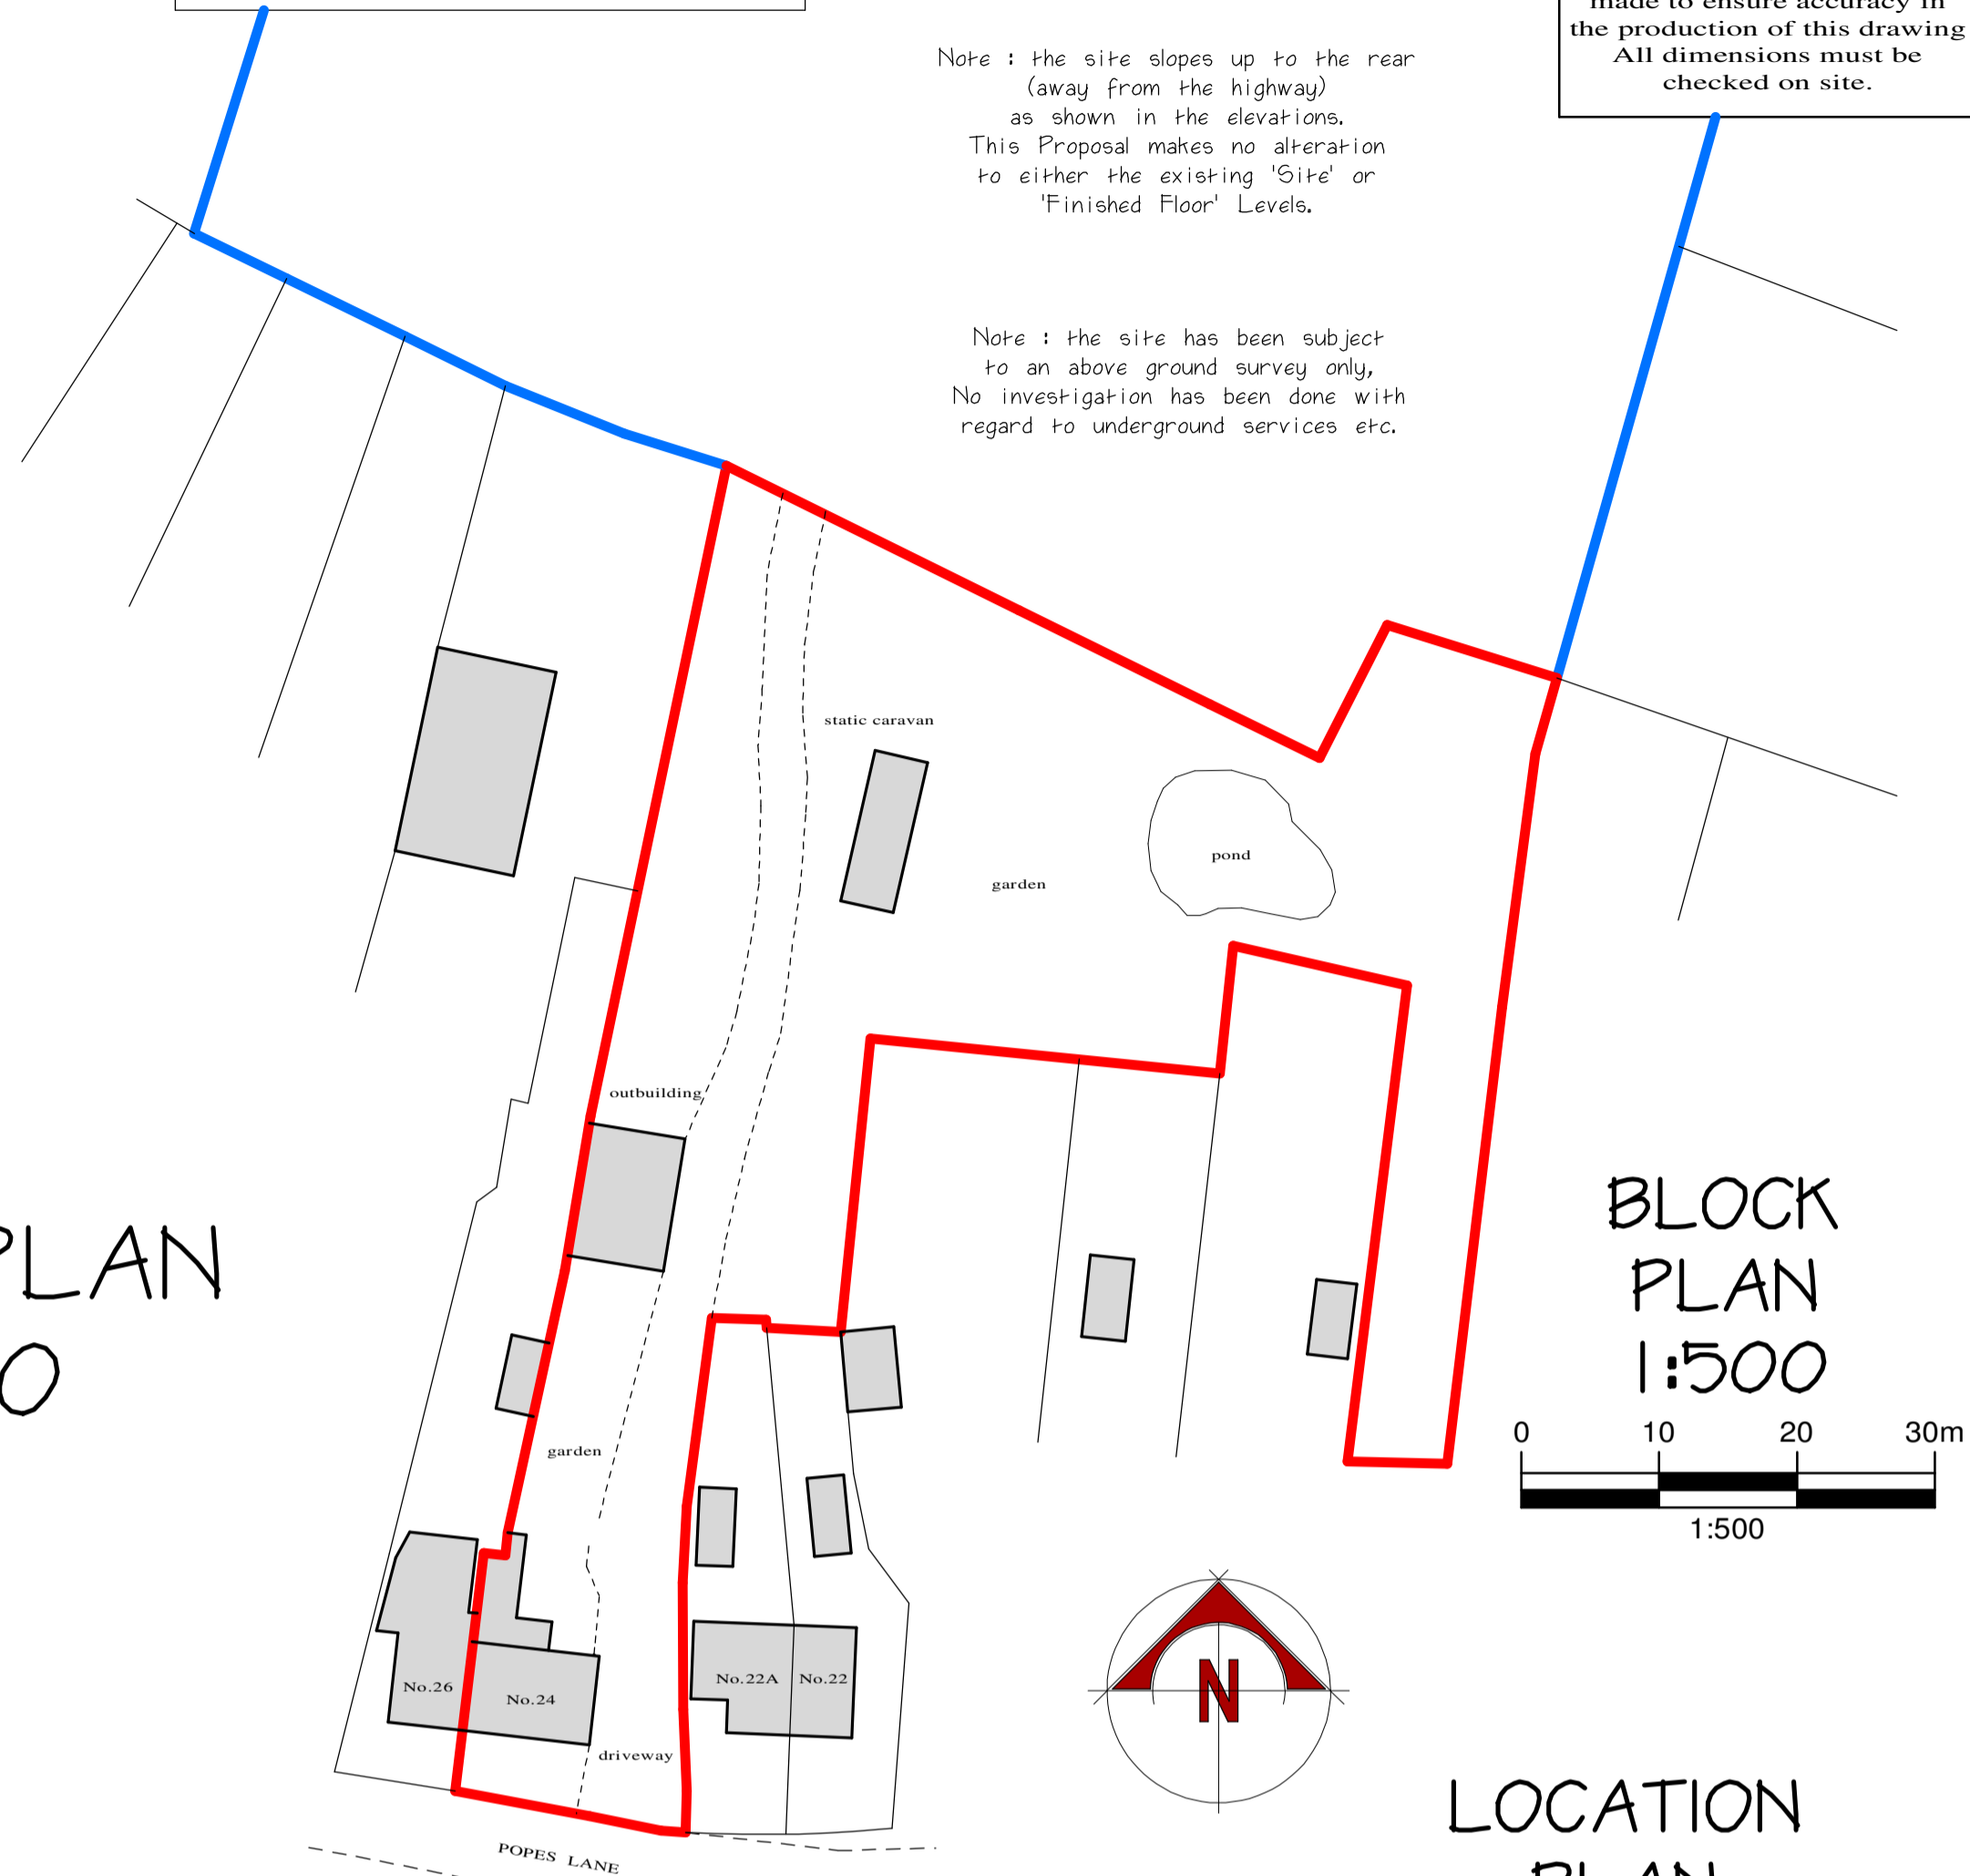 made to ensure accuracy in
the production of this drawing
All dimensions must be
checked on site.
Note : the site slopes up to the rear
(away from the highway)
as shown in the elevations.
This Proposal makes no alteration
to either the existing 'Site' or
'Finished Floor' Levels.
Note : the site has been subject
to an above ground survey only,
No investigation has been done with
regard to underground services etc.
static caravan
pond
garden
outbuilding
PLAN
0
BLOCK
PLAN
1:500
0 10 20 30m
1:500
garden
No.26
No.24
No.22A
No.22
driveway
N
POPES LANE
LOCATION
PLAN